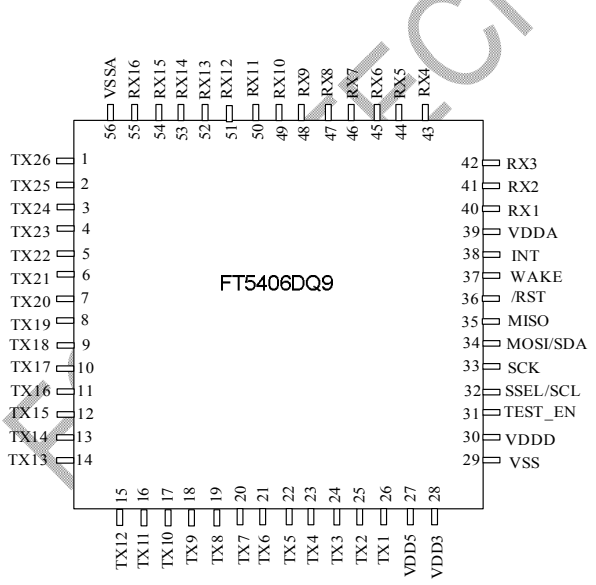 VSSA RX16 RX15 RX14 RX13 RX12 RX11 RX10 RX9 RX8 RX7 RX6 RX5 RX4
56 55 54 53 52 51 50 49 48 47 46 45 44 43
TX26 1
TX25 2
TX24 3
TX23 4
TX22 5
TX21 6
TX20 7
TX19 8
TX18 9
TX17 10
TX16 11
TX15 12
TX14 13
TX13 14
FT5406DQ9
42 RX3
41 RX2
40 RX1
39 VDDA
38 INT
37 WAKE
36 /RST
35 MISO
34 MOSI/SDA
33 SCK
32 SSEL/SCL
31 TEST_EN
30 VDDD
29 VSS
15 16 17 18 19 20 21 22 23 24 25 26 27 28
TX12 TX11 TX10 TX9 TX8 TX7 TX6 TX5 TX4 TX3 TX2 TX1 VDD5 VDD3